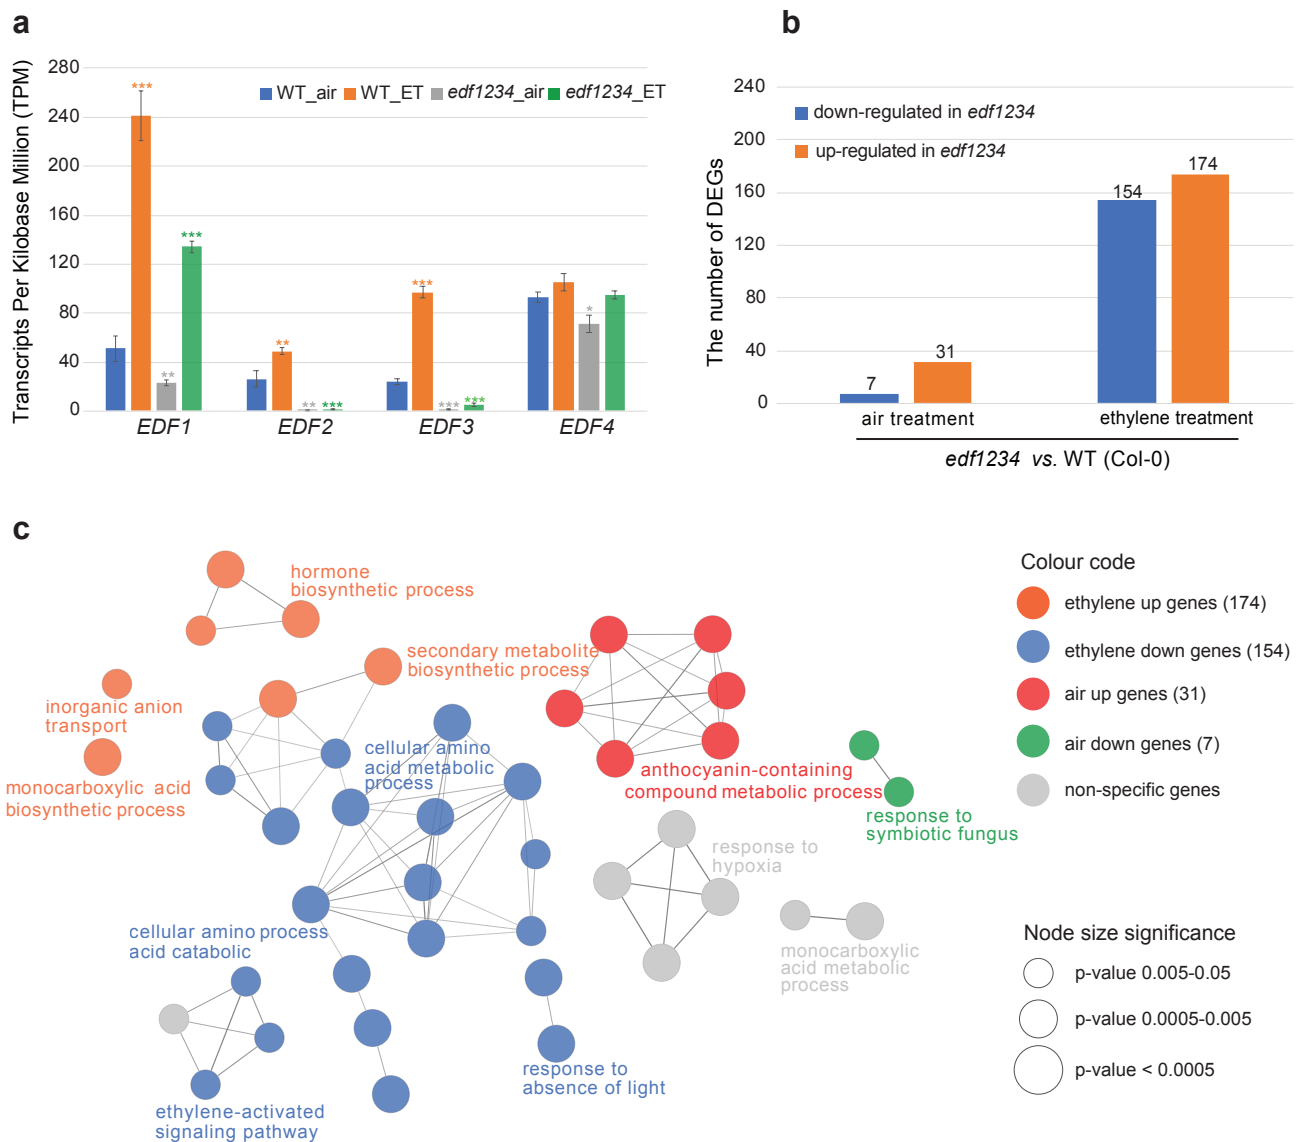 a
Transcripts Per Kilobase Million (TPM)
280
240
200
160
120
80
40
0
WT_air WT_ET edf1234_air edf1234_ET
***
**
***
**
**
***
***
***
***
*
EDF1 EDF2 EDF3 EDF4
b
The number of DEGs
240
200
160
120
80
40
0
down-regulated in edf1234
up-regulated in edf1234
7
31
154
174
air treatment
ethylene treatment
edf1234 vs. WT (Col-0)
c
hormone
biosynthetic process
secondary metabolite
biosynthetic process
inorganic anion
transport
monocarboxylic acid
biosynthetic process
cellular amino
acid metabolic
process
anthocyanin-containing
compound metabolic process
response to
symbiotic fungus
response to
hypoxia
monocarboxylic
acid metabolic
process
cellular amino process
acid catabolic
response to
absence of light
ethylene-activated
signaling pathway
Colour code
ethylene up genes (174)
ethylene down genes (154)
air up genes (31)
air down genes (7)
non-specific genes
Node size significance
p-value 0.005-0.05
p-value 0.0005-0.005
p-value < 0.0005